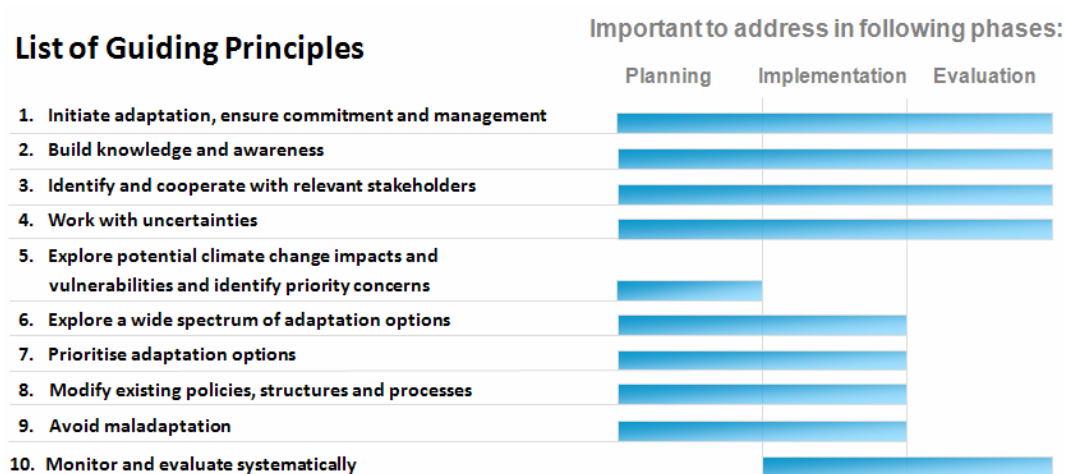 List of Guiding Principles
Important to address in following phases:
Planning Implementation Evaluation
1. Initiate adaptation, ensure commitment and management
2. Build knowledge and awareness
3. Identify and cooperate with relevant stakeholders
4. Work with uncertainties
5. Explore potential climate change impacts and
vulnerabilities and identify priority concerns
6. Explore a wide spectrum of adaptation options
7. Prioritise adaptation options
8. Modify existing policies, structures and processes
9. Avoid maladaptation
10. Monitor and evaluate systematically